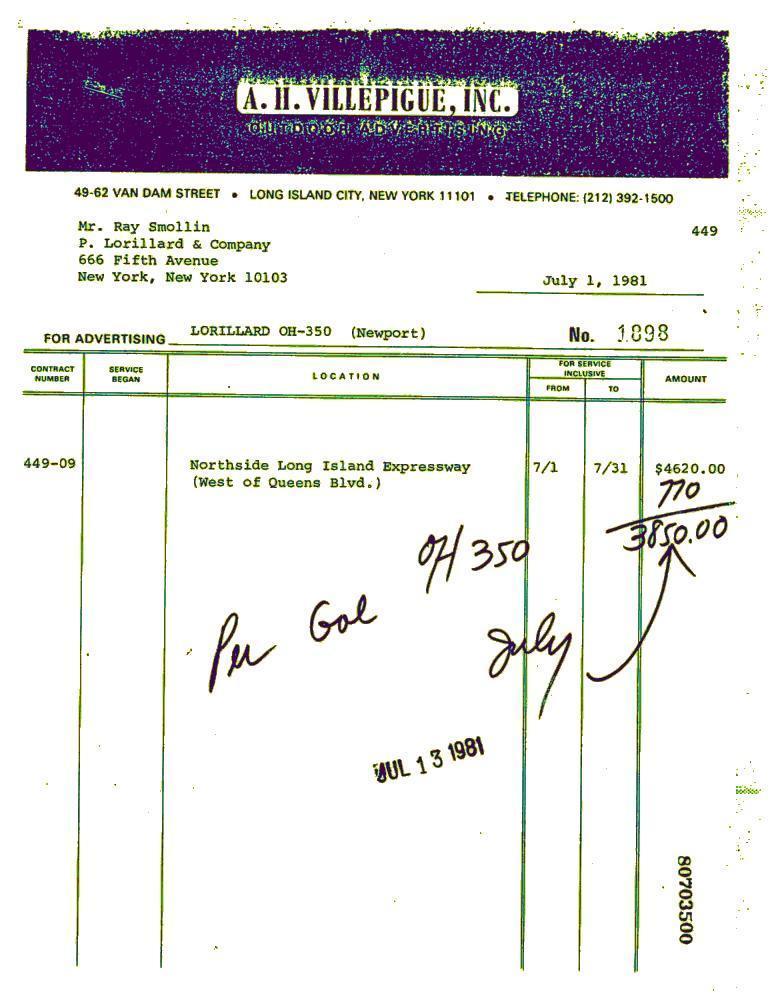 A. H. VILLEPIGUE, INC.
OUTDOOR ADVERTISING
49-62 VAN DAM STREET • LONG ISLAND CITY, NEW YORK 11101 • TELEPHONE: (212) 392-1500
Mr. Ray Smollin
P. Lorillard & Company
666 Fifth Avenue
New York, New York 10103
449
July 1, 1981
FOR ADVERTISING LORILLARD OH-350 (Newport) No. 1898
CONTRACT NUMBER SERVICE BEGAN LOCATION FOR SERVICE INCLUSIVE FROM TO AMOUNT
449-09 Northside Long Island Expressway 7/1 7/31 $4620.00
(West of Queens Blvd.) 770
3850.00
OH 350
Per Gol
July
JUL 13 1981
80703500